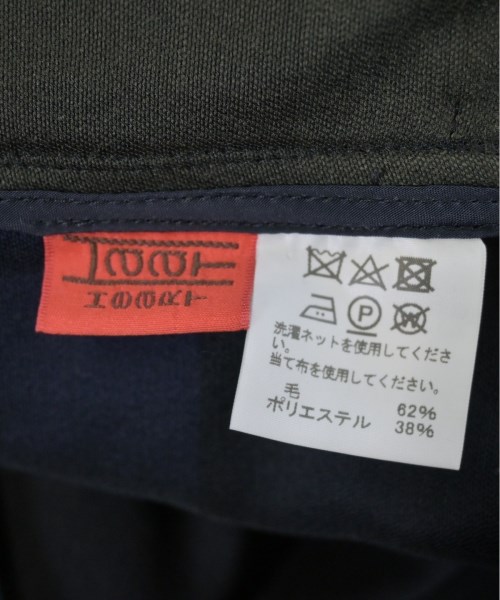 洗濯ネットを使用してくださ
い。
当て布を使用してください。
毛 62%
ポリエステル 38%